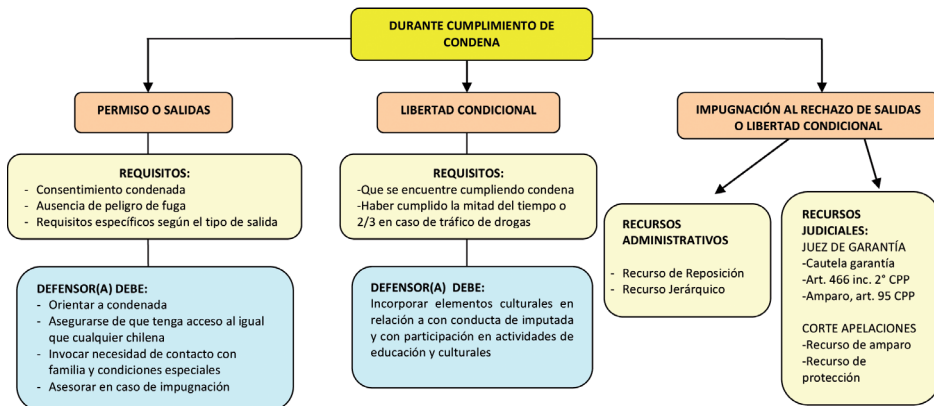 DURANTE CUMPLIMIENTO DE
CONDENA
PERMISO O SALIDAS
REQUISITOS:
- Consentimiento condenada
- Ausencia de peligro de fuga
- Requisitos específicos según el tipo de salida
DEFENSOR(A) DEBE:
- Orientar a condenada
- Asegurarse de que tenga acceso al igual
que cualquier chilena
- Invocar necesidad de contacto con
familia y condiciones especiales
- Asesorar en caso de impugnación
LIBERTAD CONDICIONAL
REQUISITOS:
-Que se encuentre cumpliendo condena
-Haber cumplido la mitad del tiempo o
2/3 en caso de tráfico de drogas
DEFENSOR(A) DEBE:
Incorporar elementos culturales en
relación a con conducta de imputada
y con participación en actividades de
educación y culturales
IMPUGNACIÓN AL RECHAZO DE SALIDAS
O LIBERTAD CONDICIONAL
RECURSOS
ADMINISTRATIVOS
- Recurso de Reposición
- Recurso Jerárquico
RECURSOS
JUDICIALES:
JUEZ DE GARANTÍA
-Cautela garantía
-Art. 466 inc. 2° CPP
-Amparo, art. 95 CPP
CORTE APELACIONES
-Recurso de amparo
-Recurso de
protección